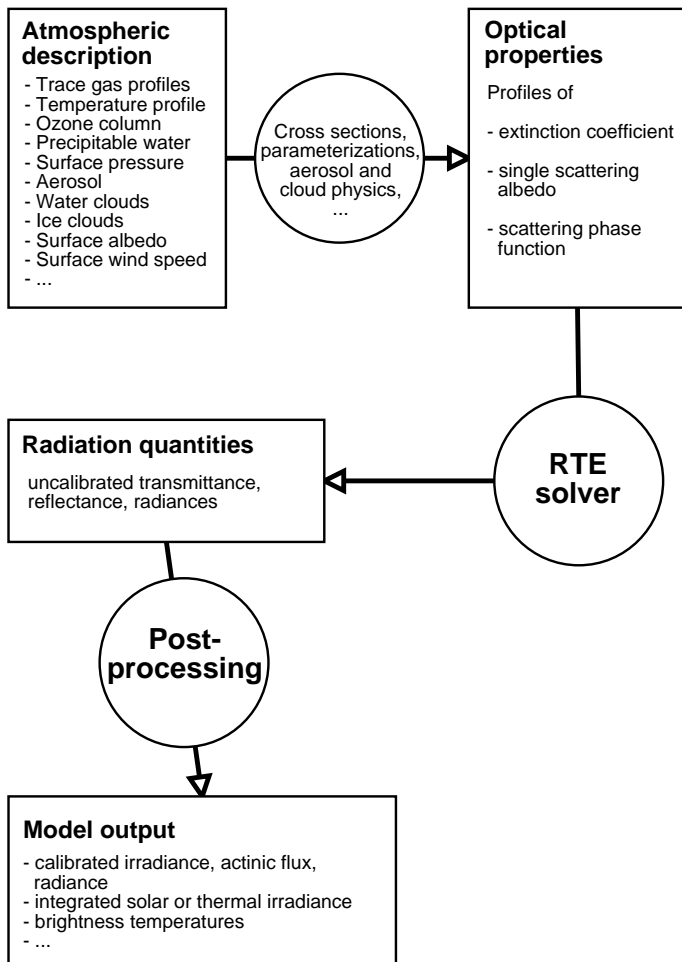 Atmospheric
description
- Trace gas profiles
- Temperature profile
- Ozone column
- Precipitable water
- Surface pressure
- Aerosol
- Water clouds
- Ice clouds
- Surface albedo
- Surface wind speed
- ...
Cross sections,
parameterizations,
aerosol and
cloud physics,
...
Optical
properties
Profiles of
- extinction coefficient
- single scattering
albedo
- scattering phase
function
RTE
solver
Radiation quantities
uncalibrated transmittance,
reflectance, radiances
Post-
processing
Model output
- calibrated irradiance, actinic flux,
radiance
- integrated solar or thermal irradiance
- brightness temperatures
- ...